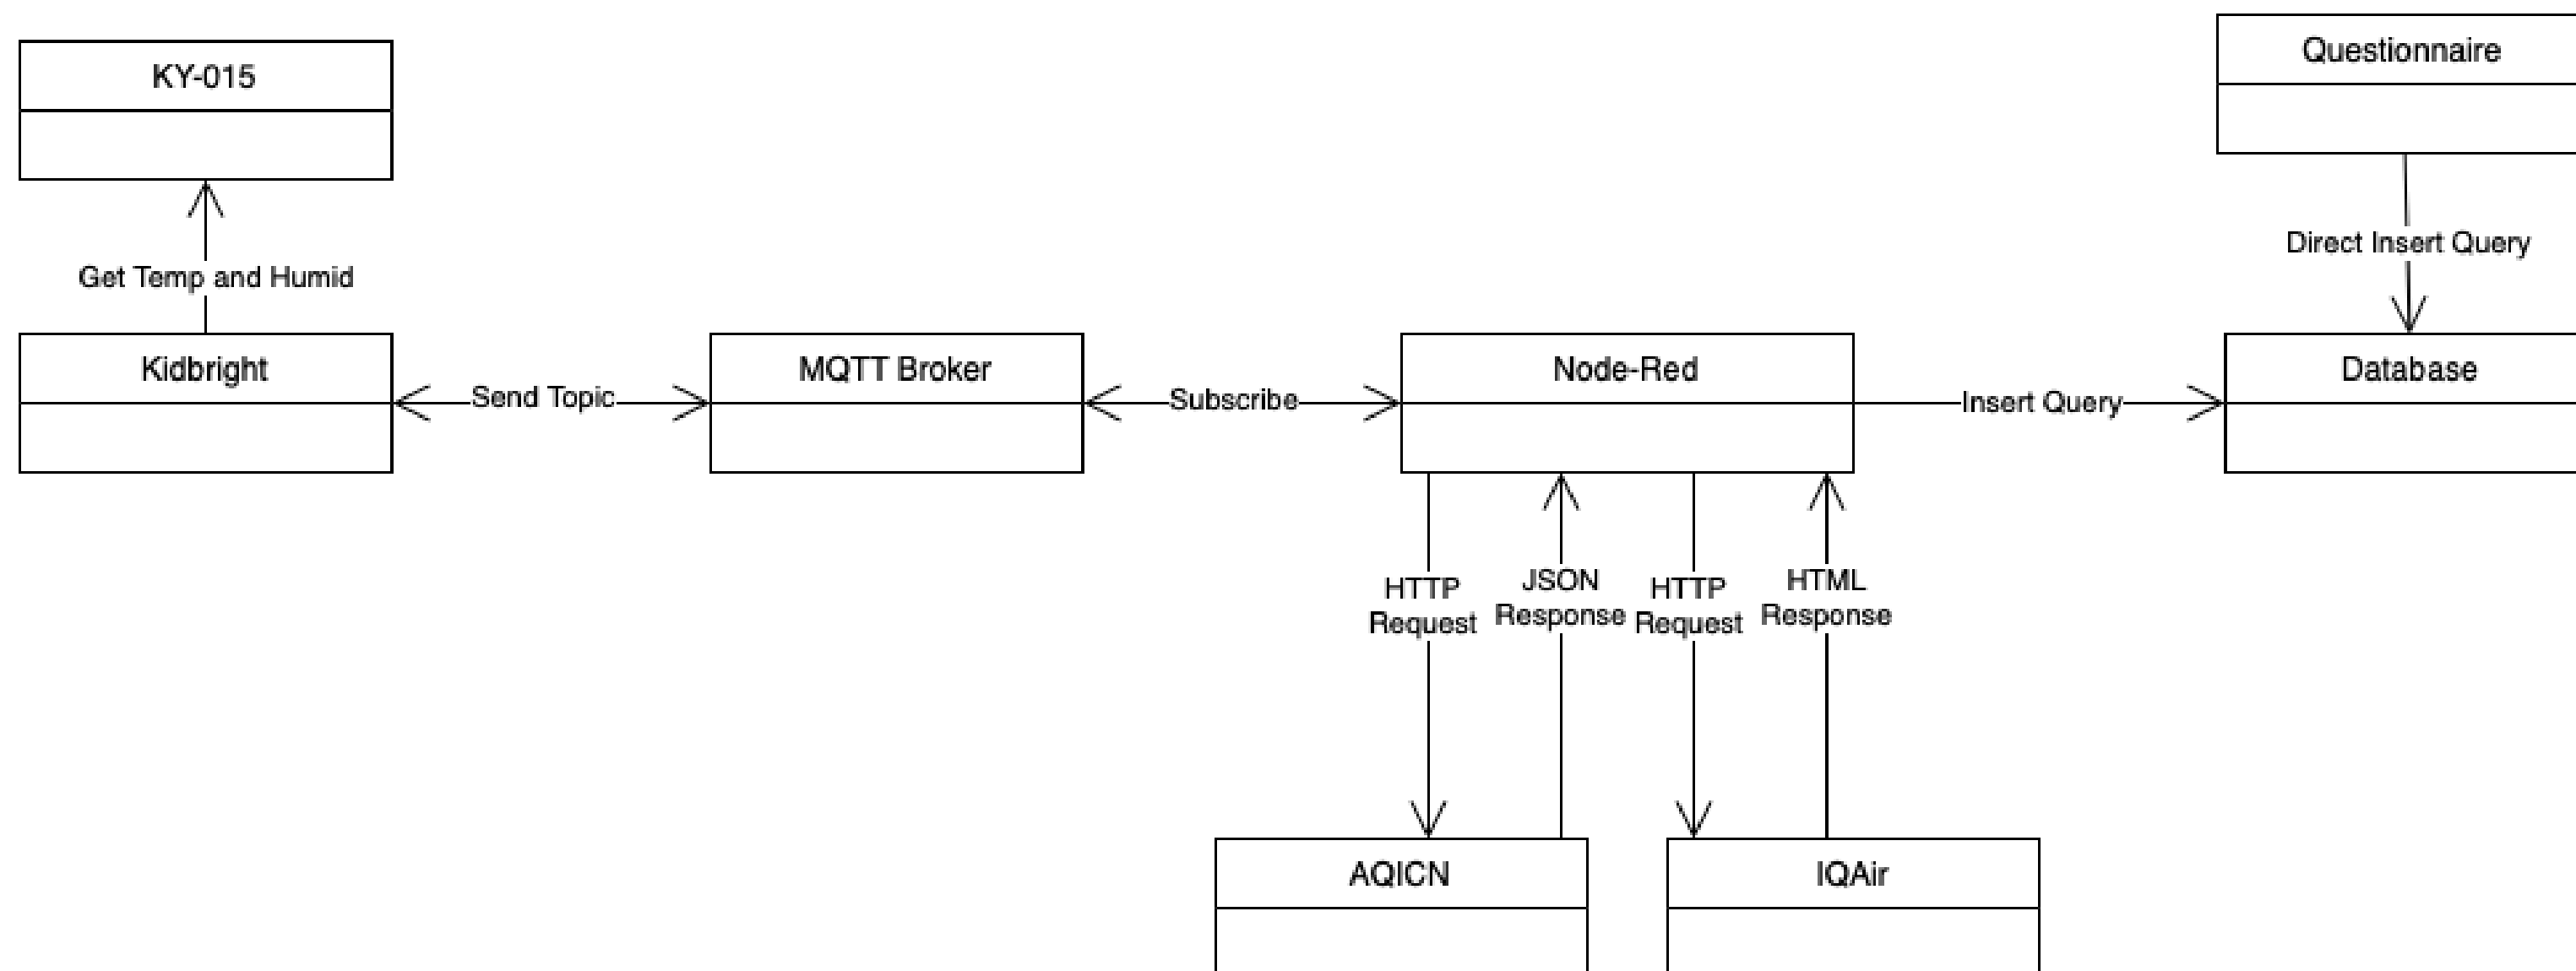 KY-015
Questionnaire
Get Temp and Humid
Direct Insert Query
Kidbright
Send Topic
MQTT Broker
Subscribe
Node-Red
Insert Query
Database
HTTP
Request
JSON
Response
HTTP
Request
HTML
Response
AQICN
IQAir